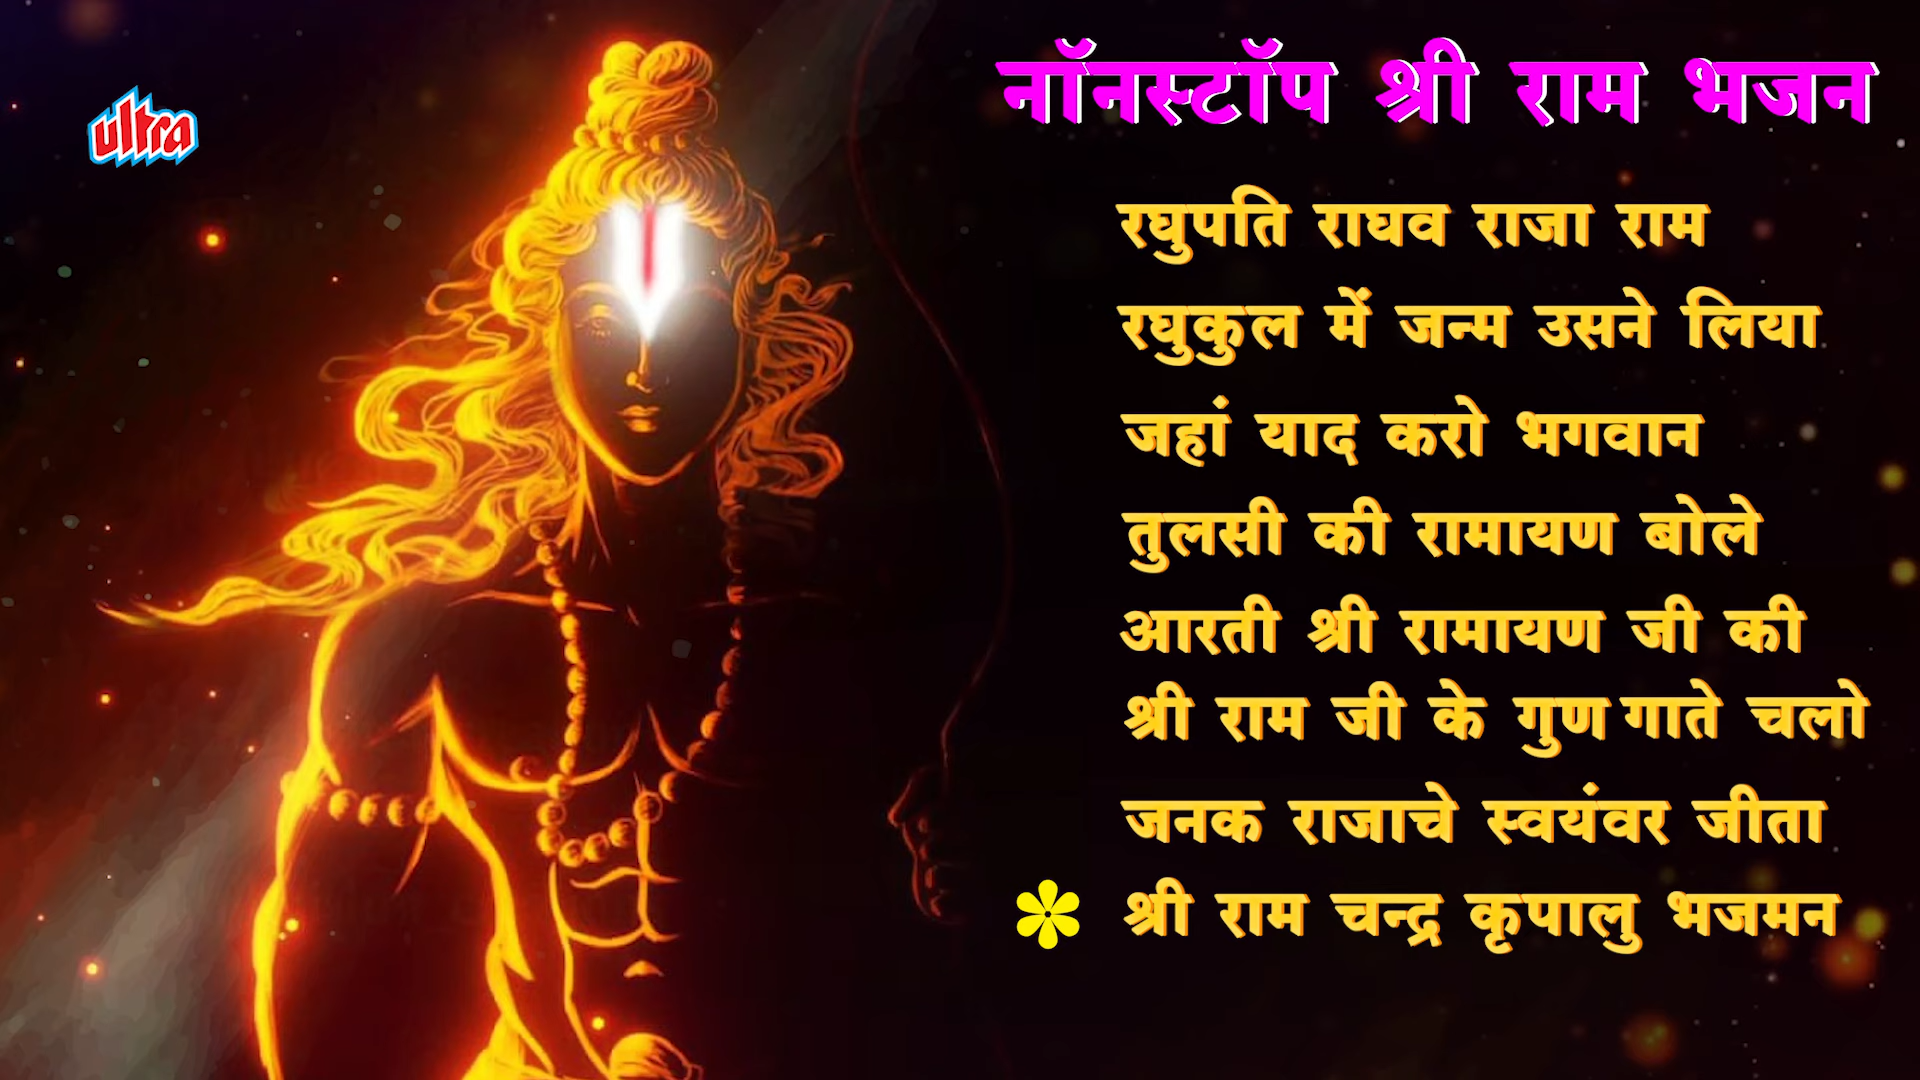 ultra
नॉनस्टॉप श्री राम भजन
रघुपति राघव राजा राम
रघुकुल में जन्म उसने लिया
जहां याद करो भगवान
तुलसी की रामायण बोले
आरती श्री रामायण जी की
श्री राम जी के गुण गाते चलो
जनक राजाचे स्वयंवर जीता
श्री राम चन्द्र कृपालु भजमन